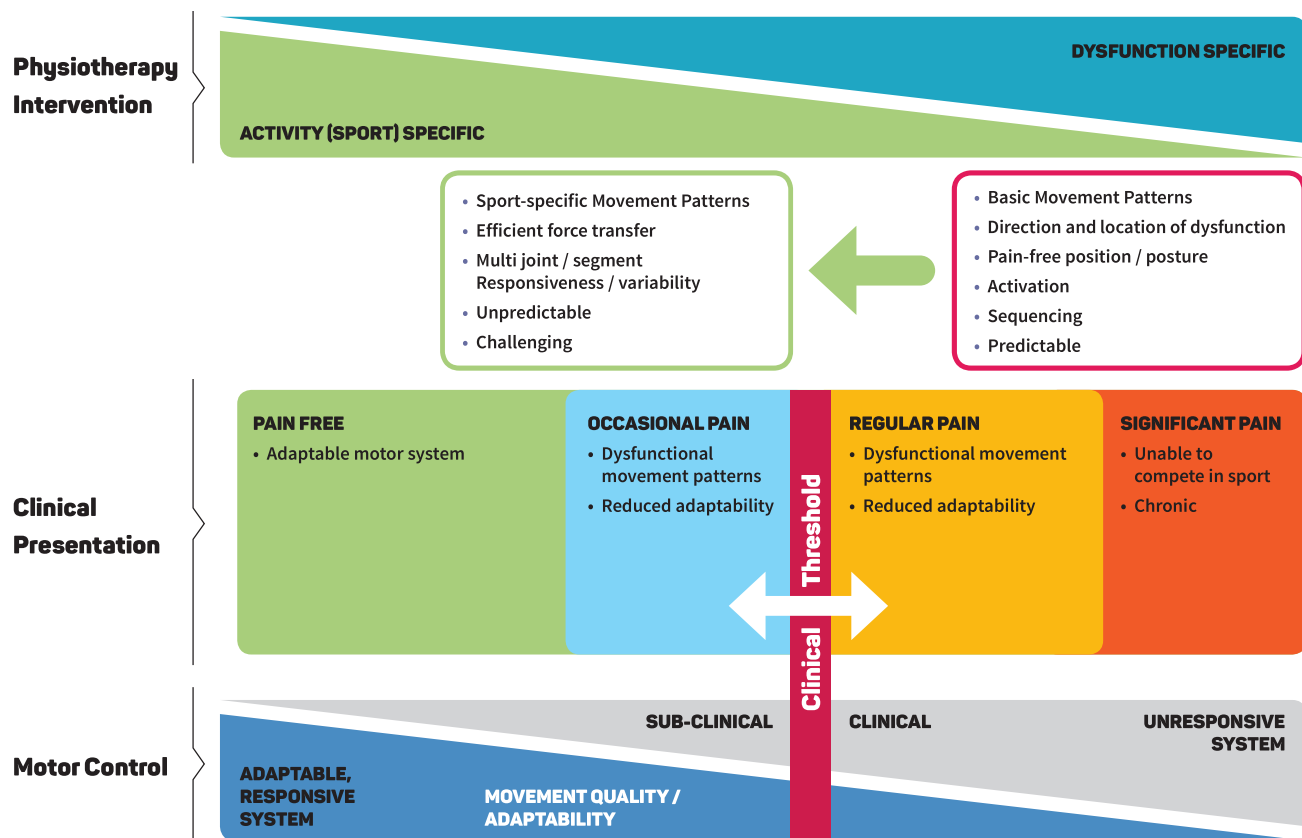 Physiotherapy
Intervention
DYSFUNCTION SPECIFIC
ACTIVITY (SPORT) SPECIFIC
• Sport-specific Movement Patterns
• Efficient force transfer
• Multi joint / segment
Responsiveness / variability
• Unpredictable
• Challenging
• Basic Movement Patterns
• Direction and location of dysfunction
• Pain-free position / posture
• Activation
• Sequencing
• Predictable
Clinical
Presentation
PAIN FREE
• Adaptable motor system
OCCASIONAL PAIN
• Dysfunctional
movement patterns
• Reduced adaptability
Clinical Threshold
REGULAR PAIN
• Dysfunctional movement
patterns
• Reduced adaptability
SIGNIFICANT PAIN
• Unable to
compete in sport
• Chronic
Motor Control
SUB-CLINICAL
CLINICAL
UNRESPONSIVE
SYSTEM
ADAPTABLE,
RESPONSIVE
SYSTEM
MOVEMENT QUALITY /
ADAPTABILITY